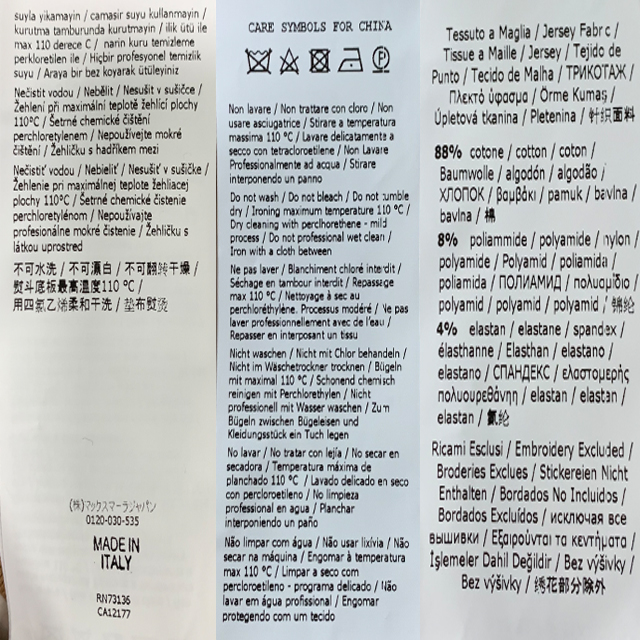 suyla yikamayin / camasir suyu kullanmayin /
kurutma tamburunda kurutmayin / ilik ütü ile
max 110 derece C / narin kuru temizleme
perkloretilen ile / Hiçbir profesyonel temizlik
suyu / Araya bir bez koyarak ütüleyiniz
Nečistit vodou / Nebělit / Nesušit v sušičce /
Žehlení při maximální teplotě žehlící plochy
110°C / Šetrné chemické čištění
perchloretylenem / Nepoužívejte mokré
čištění / Žehličku s hadříkem mezi
Nečistiť vodou / Nebieliť / Nesušiť v sušičke /
Žehlenie pri maximálnej teplote žehliacej
plochy 110°C / Šetrné chemické čistenie
perchloretylénom / Nepoužívajte
profesionálne mokré čistenie / Žehličku s
látkou uprostred
不可水洗 / 不可漂白 / 不可翻转干燥 /
熨斗底板最高温度110 °C /
用四氯乙烯柔和干洗 / 垫布熨烫
(株)マックスマーラジャパン
0120-030-535
MADE IN
ITALY
RN73136
CA12177
CARE SYMBOLS FOR CHINA
Non lavare / Non trattare con cloro / Non
usare asciugatrice / Stirare a temperatura
massima 110 °C / Lavare delicatamente a
secco con tetracloroetilene / Non Lavare
Professionalmente ad acqua / Stirare
interponendo un panno
Do not wash / Do not bleach / Do not tumble
dry / Ironing maximum temperature 110 °C /
Dry cleaning with perclhorethene - mild
process / Do not professional wet clean /
Iron with a cloth between
Ne pas laver / Blanchiment chloré interdit /
Séchage en tambour interdit / Repassage
max 110 °C / Nettoyage à sec au
perchloréthylène. Processus modéré / Ne pas
laver professionnellement avec de l'eau /
Repasser en interposant un tissu
Nicht waschen / Nicht mit Chlor behandeln /
Nicht im Wäschetrockner trocknen / Bügeln
mit maximal 110 °C / Schonend chemisch
reinigen mit Perchlorethylen / Nicht
professionell mit Wasser waschen / Zum
Bügeln zwischen Bügeleisen und
Kleidungsstück ein Tuch legen
No lavar / No tratar con lejía / No secar en
secadora / Temperatura máxima de
planchado 110 °C / Lavado delicado en seco
con percloroetileno / No limpieza
profesional en agua / Planchar
interponiendo un paño
Não limpar com água / Não usar lixívia / Não
secar na máquina / Engomar à temperatura
max 110 °C / Limpar a seco com
percloroetileno - programa delicado / Não
lavar em água profissional / Engomar
protegendo com um tecido
Tessuto a Maglia / Jersey Fabric /
Tissue a Maille / Jersey / Tejido de
Punto / Tecido de Malha / ТРИКОТАЖ /
Πλεκτό ύφασμα / Örme Kumaş /
Úpletová tkanina / Pletenina / 针织面料
88% cotone / cotton / coton /
Baumwolle / algodón / algodão /
ХЛОПОК / βαμβάκι / pamuk / bavlna /
bavlna / 棉
8% poliammide / polyamide / nylon /
polyamide / Polyamid / poliamida /
poliamida / ПОЛИАМИД / πολυαμίδιο /
polyamid / polyamid / polyamid / 锦纶
4% elastan / elastane / spandex /
élasthanne / Elasthan / elastano /
elastano / СПАНДЕКС / ελαστομερής
πολυουρεθάνη / elastan / elastan /
elastan / 氨纶
Ricami Esclusi / Embroidery Excluded /
Broderies Exclues / Stickereien Nicht
Enthalten / Bordados No Incluidos /
Bordados Excluídos / исключая все
вышивки / Εξαιρούνται τα κεντήματα /
İşlemeler Dahil Değildir / Bez výšivky /
Bez výšivky / 绣花部分除外